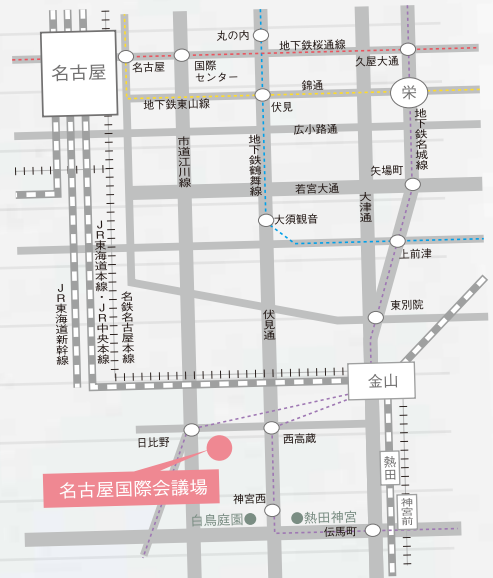 丸の内
地下鉄桜通線
久屋大通
名古屋
名古屋
国際
センター
錦通
栄
地下鉄東山線
伏見
広小路通
地下鉄名城線
市道江川線
地下鉄鶴舞線
矢場町
若宮大通
大津通
大須観音
上前津
JR東海道本線・JR中央本線
名鉄名古屋本線
JR東海道新幹線
東別院
伏見通
金山
日比野
西高蔵
熱田
名古屋国際会議場
神宮西
神宮前
白鳥庭園
熱田神宮
伝馬町